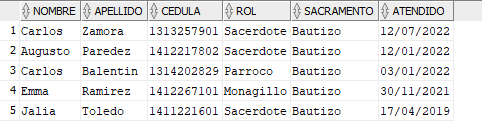 NOMBRE APELLIDO CEDULA ROL SACRAMENTO ATENDIDO
1 Carlos Zamora 1313257901 Sacerdote Bautizo 12/07/2022
2 Augusto Paredez 1412217802 Sacerdote Bautizo 12/01/2022
3 Carlos Balentin 1314202829 Parroco Bautizo 03/01/2022
4 Emma Ramirez 1412267101 Monagillo Bautizo 30/11/2021
5 Jalia Toledo 1411221601 Sacerdote Bautizo 17/04/2019